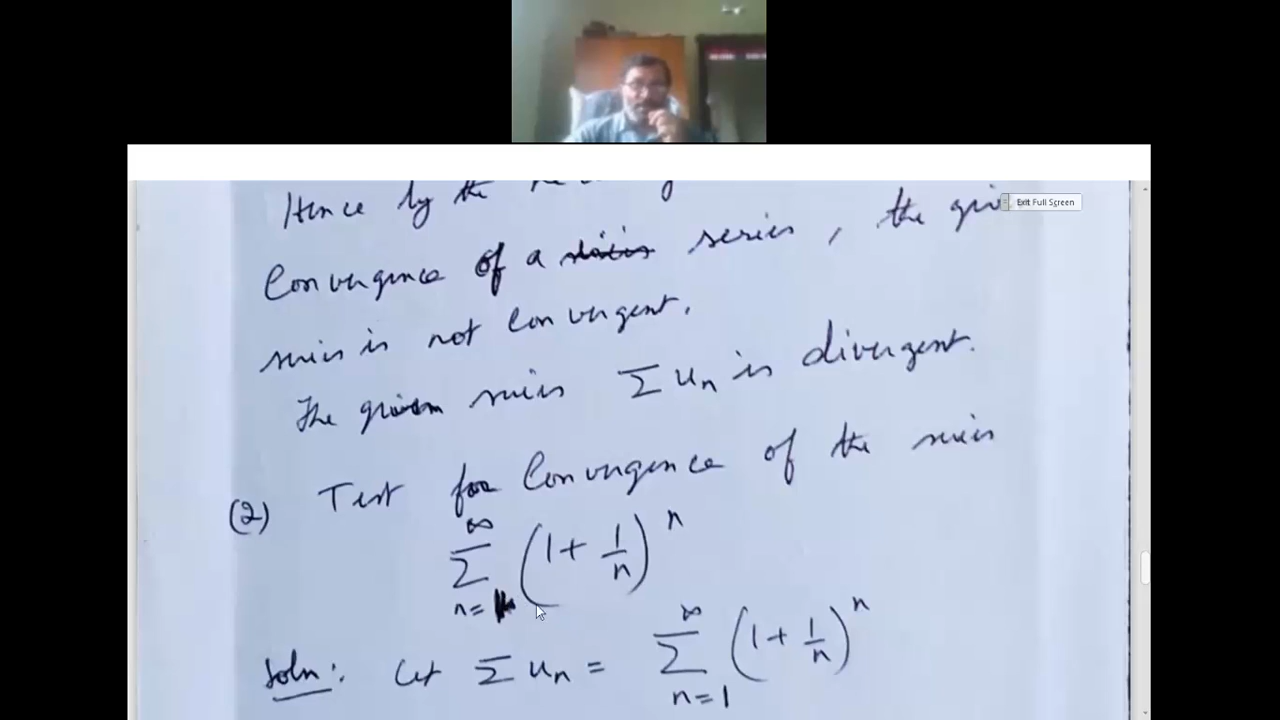 Hence by the
Exit Full Screen
Convergence of a series , the
series is not Convergent.
The given series Σ uₙ is divergent.
(2) Test for Convergence of the series
∞ Σ n=1 (1 + 1/n)ⁿ
Soln: Let Σ uₙ = ∞ Σ n=1 (1 + 1/n)ⁿ